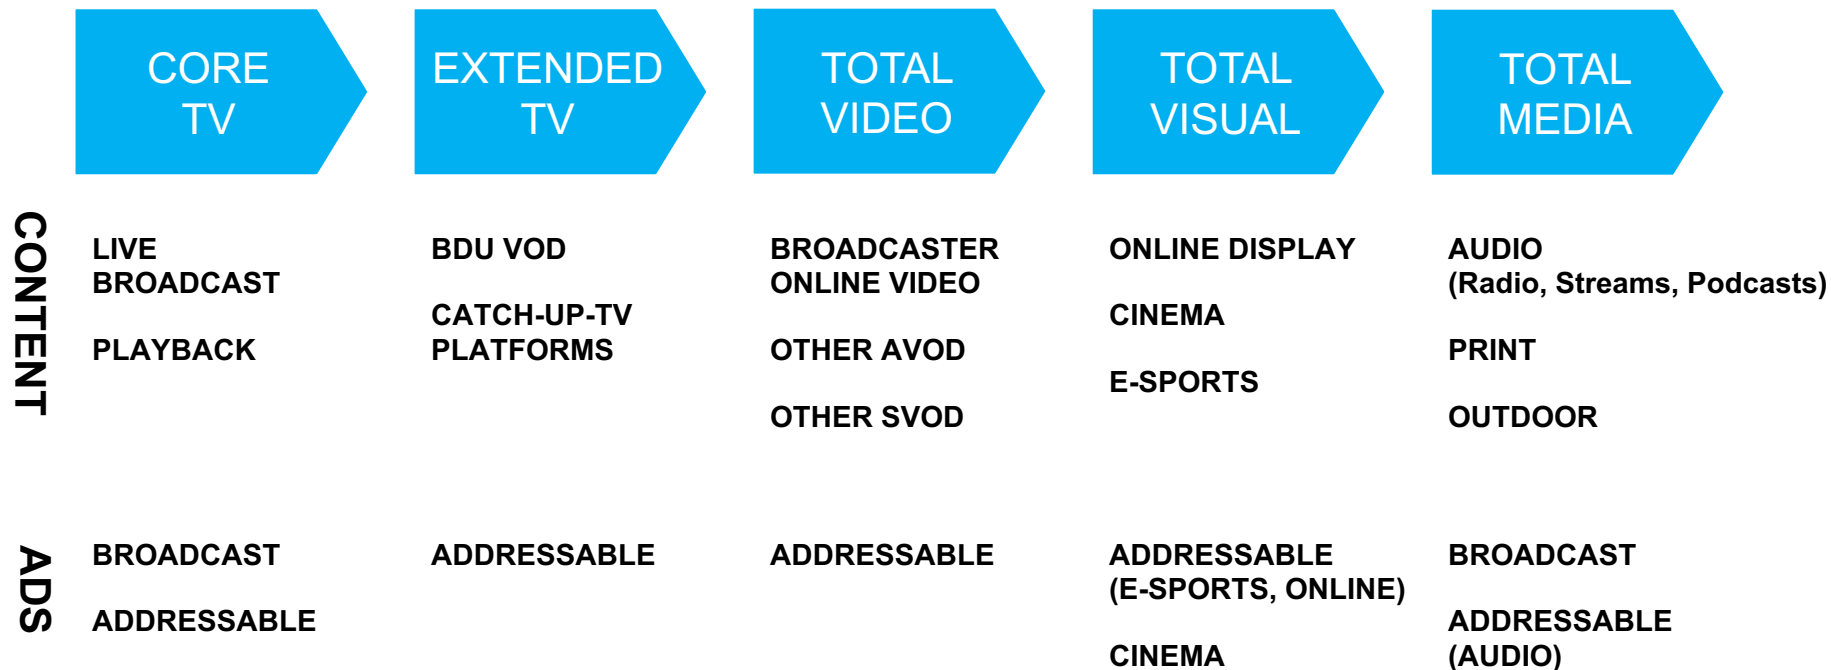 CORE
TV
EXTENDED
TV
TOTAL
VIDEO
TOTAL
VISUAL
TOTAL
MEDIA
CONTENT
LIVE
BROADCAST
PLAYBACK
BDU VOD
CATCH-UP-TV
PLATFORMS
BROADCASTER
ONLINE VIDEO
OTHER AVOD
OTHER SVOD
ONLINE DISPLAY
CINEMA
E-SPORTS
AUDIO
(Radio, Streams, Podcasts)
PRINT
OUTDOOR
ADS
BROADCAST
ADDRESSABLE
ADDRESSABLE
ADDRESSABLE
ADDRESSABLE
(E-SPORTS, ONLINE)
CINEMA
BROADCAST
ADDRESSABLE
(AUDIO)